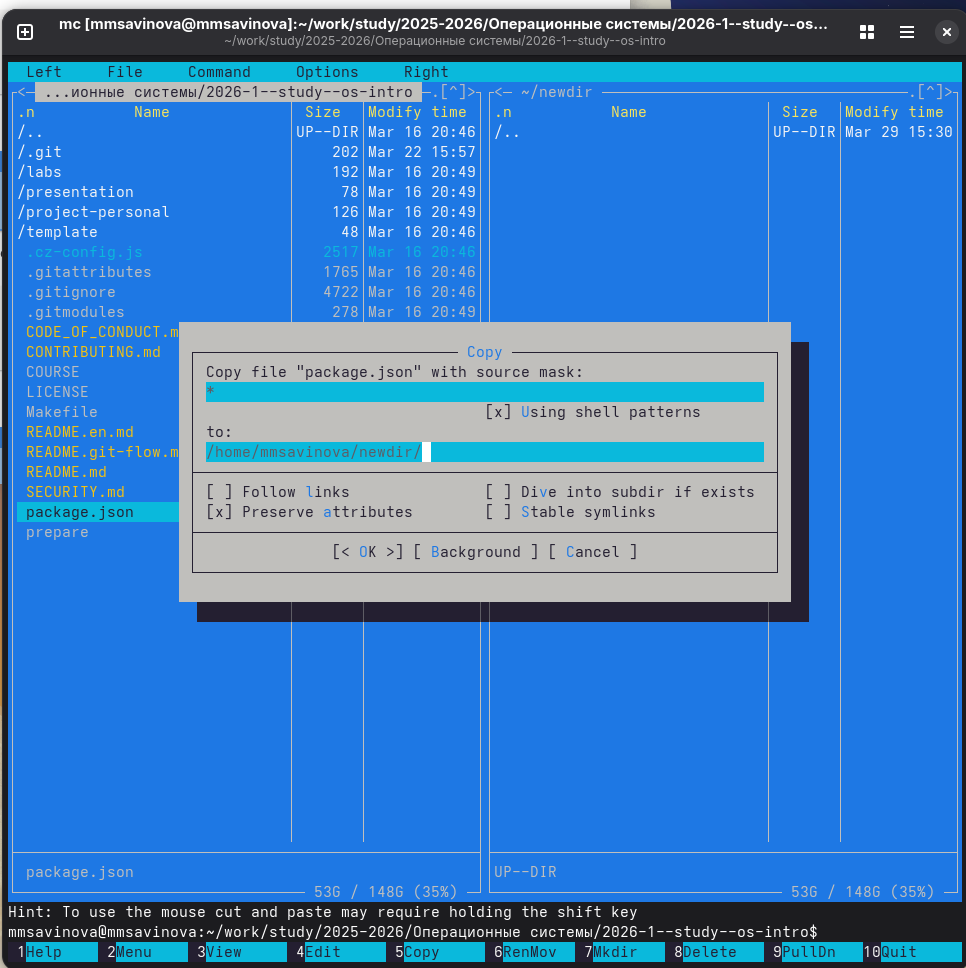 mc [mmsavinova@mmsavinova]:~/work/study/2025-2026/Операционные системы/2026-1--study--os-...
~/work/study/2025-2026/Операционные системы/2026-1--study--os-intro
Left File Command Options Right
<─ ...ионные системы/2026-1--study--os-intro ─.[^]> <─ ~/newdir ─.[^]>
.n Name Size Modify time .n Name Size Modify time
/.. UP--DIR Mar 16 20:46 /.. UP--DIR Mar 29 15:30
/.git 202 Mar 22 15:57
/labs 192 Mar 16 20:49
/presentation 78 Mar 16 20:49
/project-personal 126 Mar 16 20:49
/template 48 Mar 16 20:46
.cz-config.js 2517 Mar 16 20:46
.gitattributes 1765 Mar 16 20:46
.gitignore 4722 Mar 16 20:46
.gitmodules 278 Mar 16 20:49
CODE_OF_CONDUCT.m
CONTRIBUTING.md
COURSE
LICENSE
Makefile
README.en.md
README.git-flow.m
README.md
SECURITY.md
package.json
prepare
Copy
Copy file "package.json" with source mask:
*
[x] Using shell patterns
to:
/home/mmsavinova/newdir/
[ ] Follow links [ ] Dive into subdir if exists
[x] Preserve attributes [ ] Stable symlinks
[< OK >] [ Background ] [ Cancel ]
package.json UP--DIR
53G / 148G (35%) 53G / 148G (35%)
Hint: To use the mouse cut and paste may require holding the shift key
mmsavinova@mmsavinova:~/work/study/2025-2026/Операционные системы/2026-1--study--os-intro$
1Help 2Menu 3View 4Edit 5Copy 6RenMov 7Mkdir 8Delete 9PullDn 10Quit